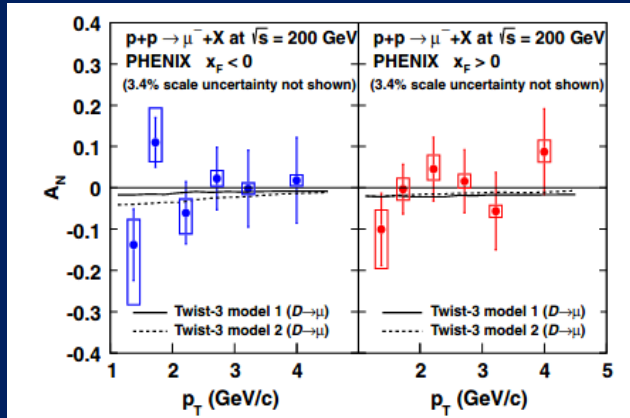 p+p → μ⁻+X at √s = 200 GeV
PHENIX x_F < 0
(3.4% scale uncertainty not shown)
p+p → μ⁻+X at √s = 200 GeV
PHENIX x_F > 0
(3.4% scale uncertainty not shown)
A_N
0.4
0.3
0.2
0.1
0
-0.1
-0.2
-0.3
-0.4
Twist-3 model 1 (D→μ)
Twist-3 model 2 (D→μ)
Twist-3 model 1 (D→μ)
Twist-3 model 2 (D→μ)
1 2 3 4 2 3 4 5
p_T (GeV/c) p_T (GeV/c)